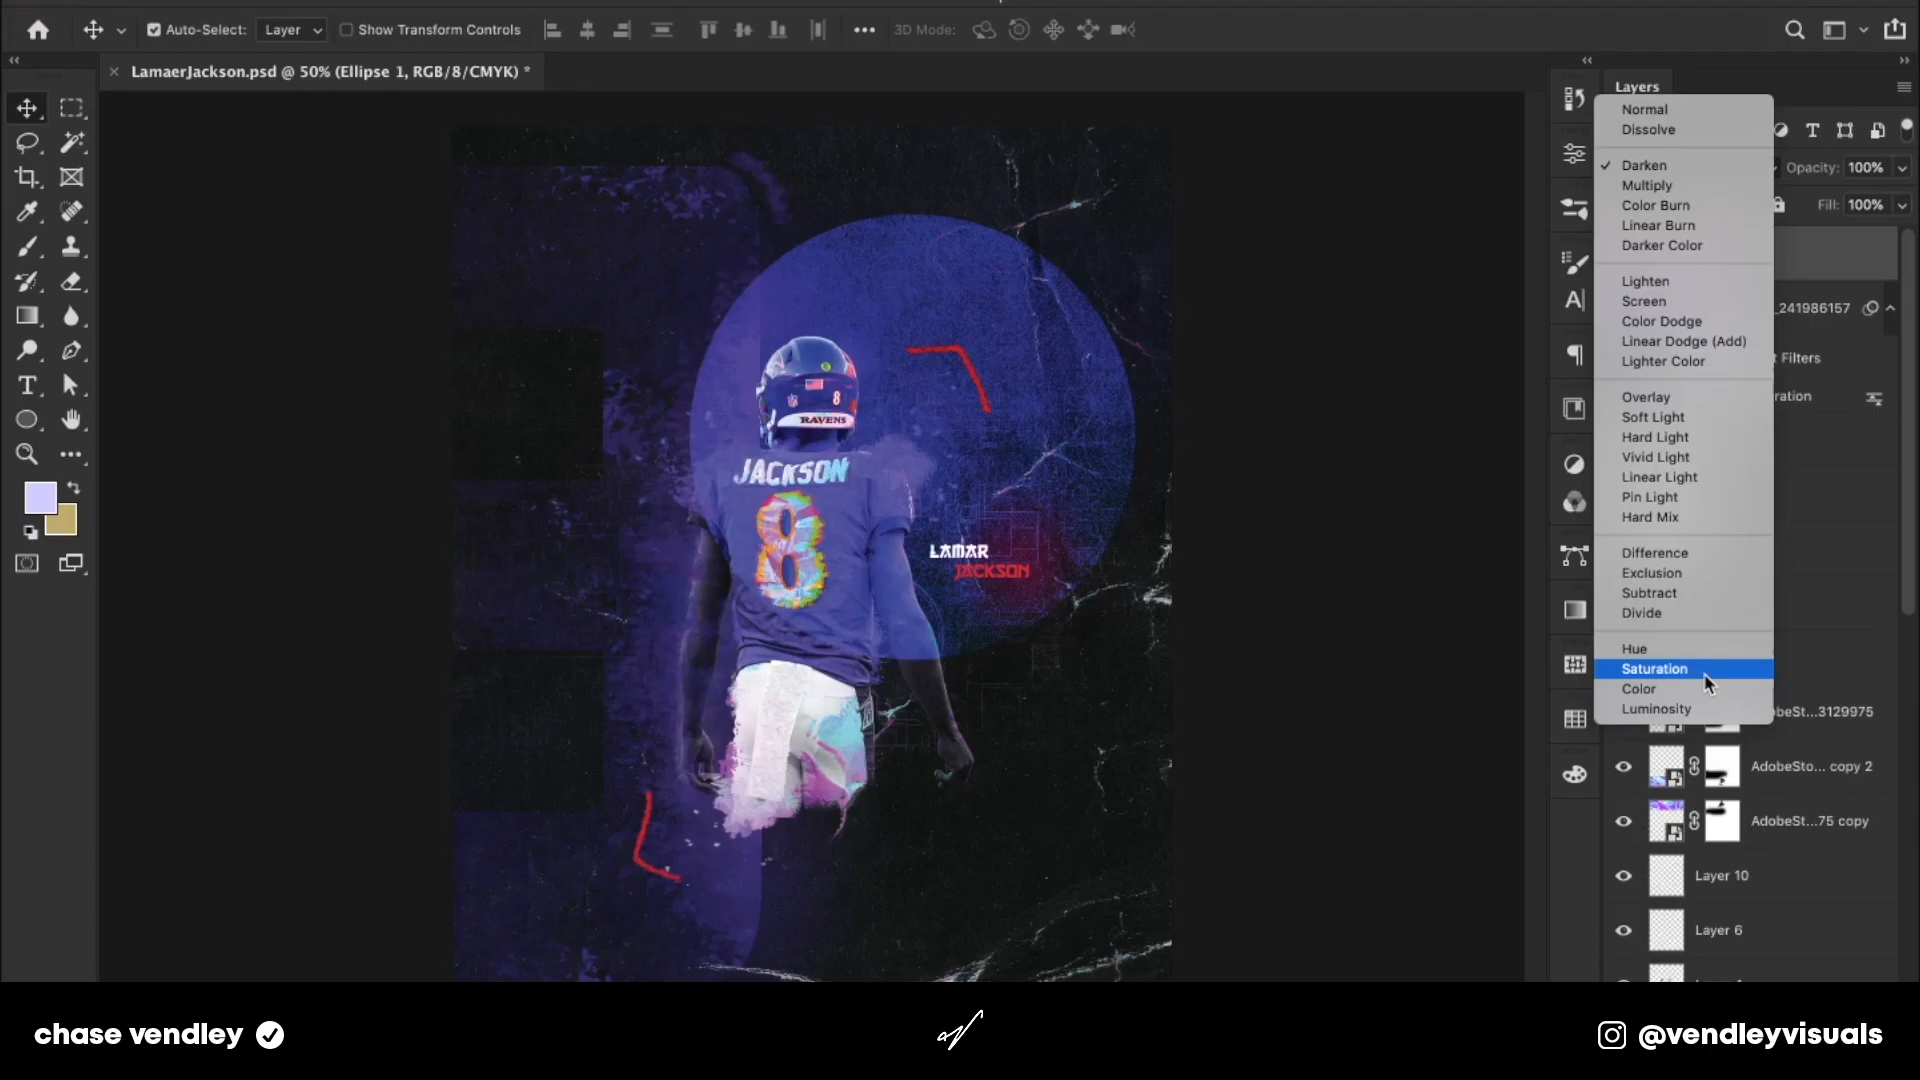 Auto-Select:
Layer
Show Transform Controls
3D Mode:
LamaerJackson.psd @ 50% (Ellipse 1, RGB/8/CMYK) *
Layers
Normal
Dissolve
Darken
Multiply
Color Burn
Linear Burn
Darker Color
Lighten
Screen
Color Dodge
Linear Dodge (Add)
Lighter Color
Overlay
Soft Light
Hard Light
Vivid Light
Linear Light
Pin Light
Hard Mix
Difference
Exclusion
Subtract
Divide
Hue
Saturation
Color
Luminosity
Opacity: 100%
Fill: 100%
_241986157
t Filters
ration
obeSt...3129975
AdobeSto... copy 2
AdobeSt...75 copy
Layer 10
Layer 6
8
RAVENS
JACKSON
8
LAMAR
JACKSON
chase vendley
@vendleyvisuals